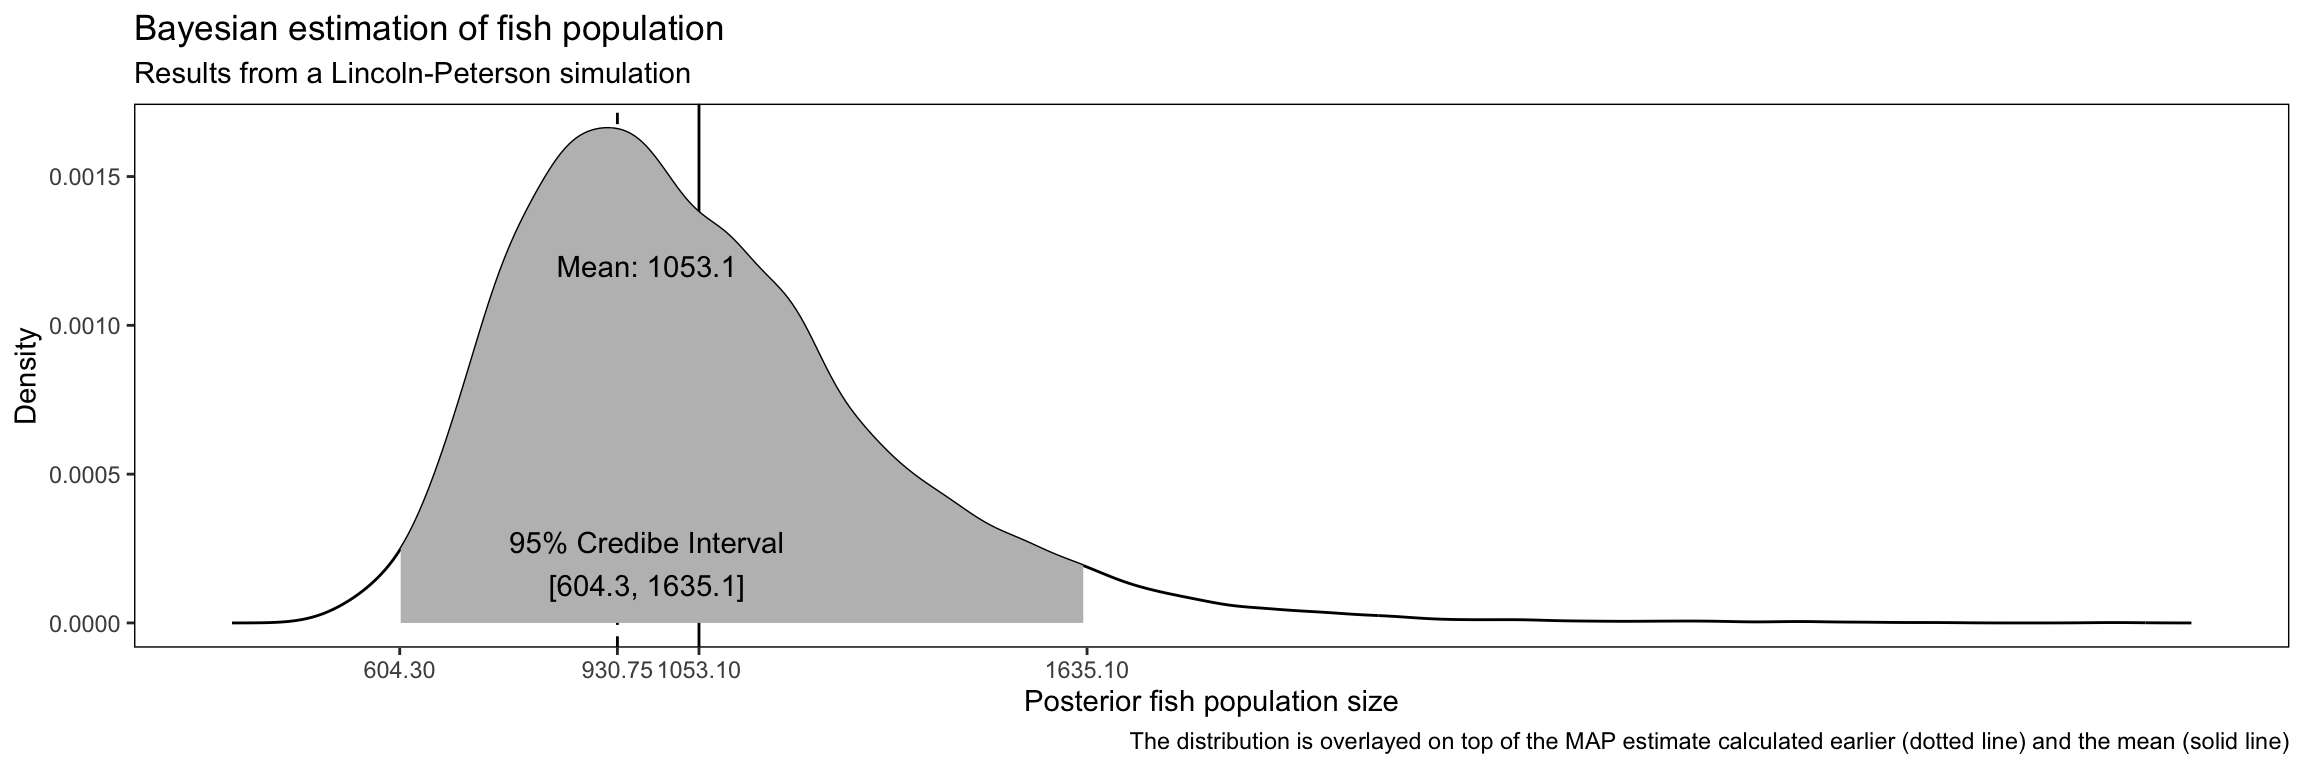 Bayesian estimation of fish population
Results from a Lincoln-Peterson simulation
0.0015
0.0010
0.0005
0.0000
Density
Mean: 1053.1
95% Credibe Interval
[604.3, 1635.1]
604.30 930.75 1053.10 1635.10
Posterior fish population size
The distribution is overlayed on top of the MAP estimate calculated earlier (dotted line) and the mean (solid line)